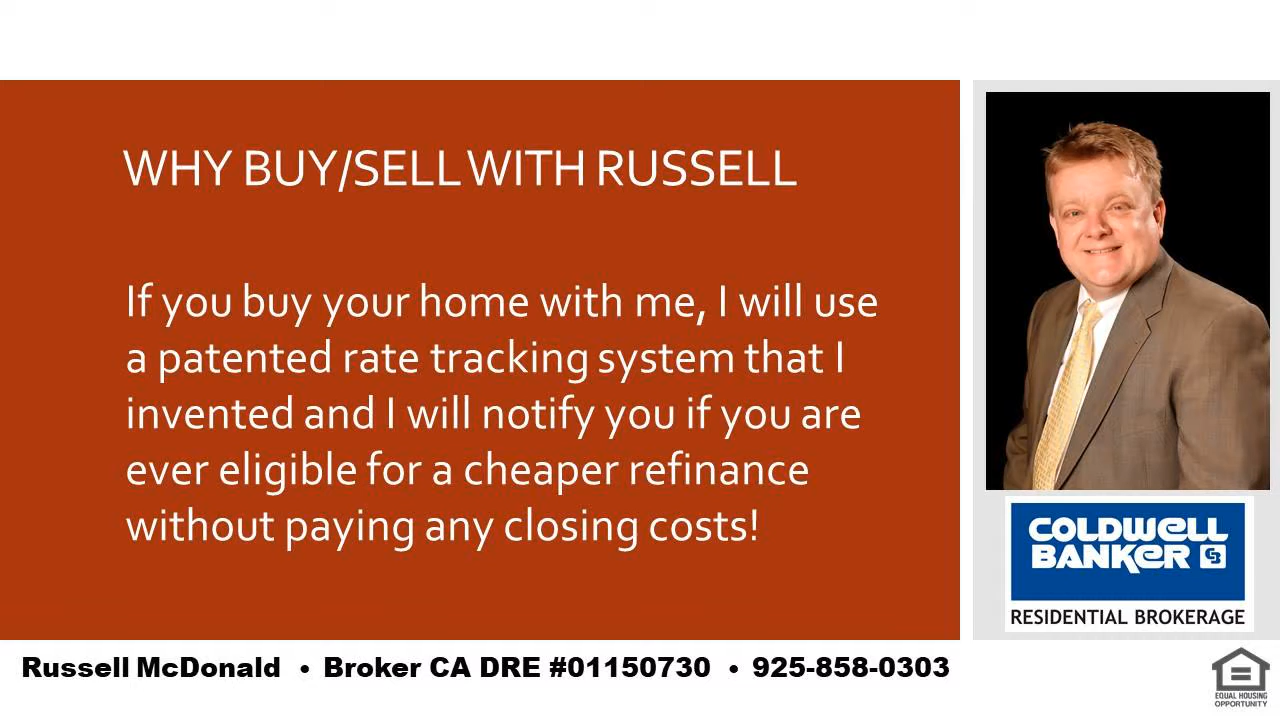 WHY BUY/SELL WITH RUSSELL
If you buy your home with me, I will use
a patented rate tracking system that I
invented and I will notify you if you are
ever eligible for a cheaper refinance
without paying any closing costs!
COLDWELL
BANKER CB
RESIDENTIAL BROKERAGE
Russell McDonald • Broker CA DRE #01150730 • 925-858-0303
EQUAL HOUSING
OPPORTUNITY